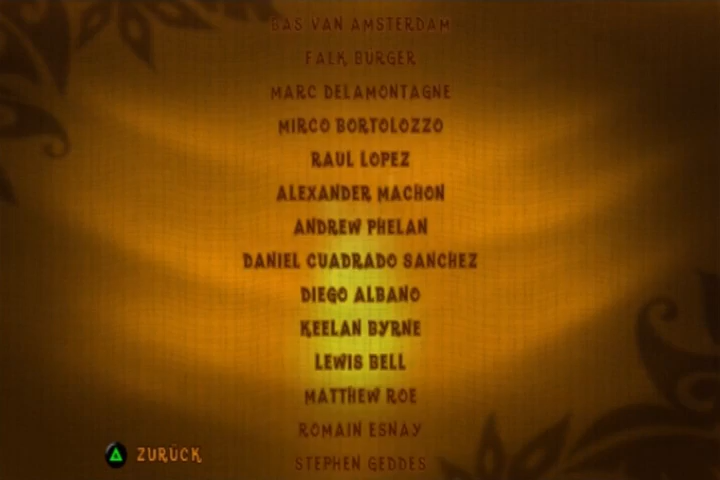 BAS VAN AMSTERDAM
FALK BÜRGER
MARC DELAMONTAGNE
MIRCO BORTOLOZZO
RAUL LOPEZ
ALEXANDER MACHON
ANDREW PHELAN
DANIEL CUADRADO SANCHEZ
DIEGO ALBANO
KEELAN BYRNE
LEWIS BELL
MATTHEW ROE
ROMAIN ESNAY
STEPHEN GEDDES
ZURÜCK